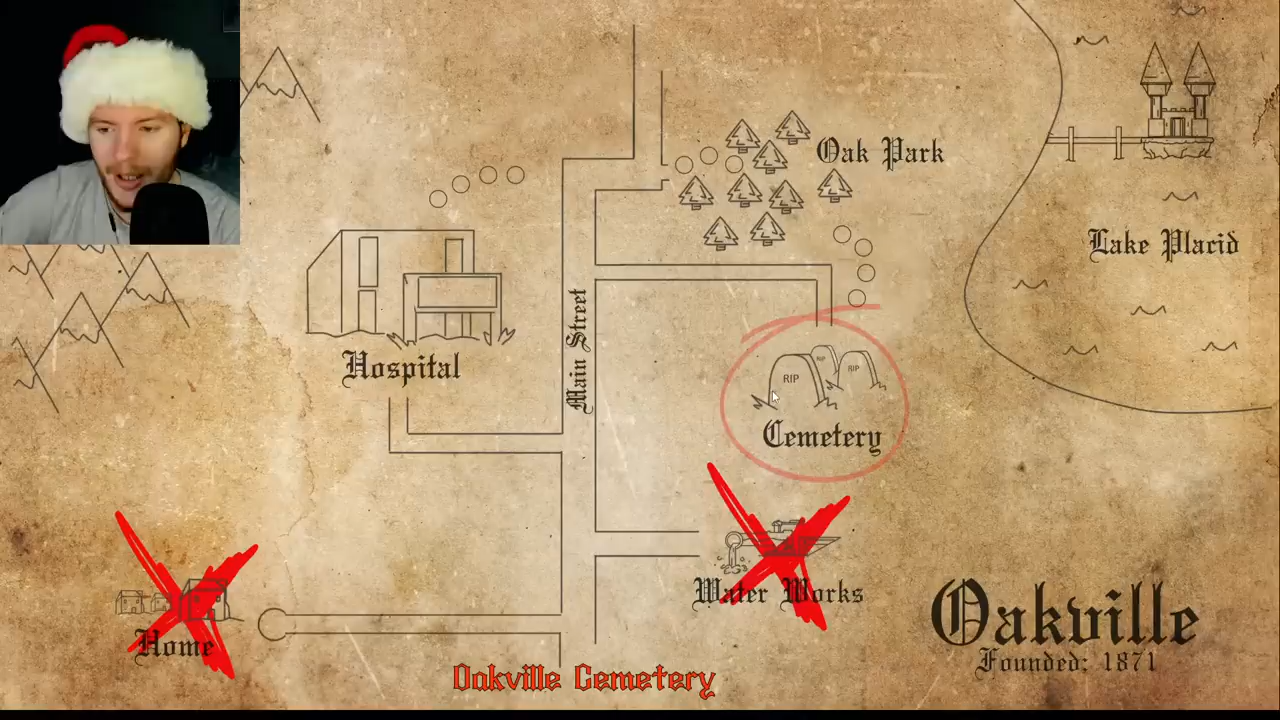 Oak Park
Lake Placid
Main Street
Hospital
RIP
RIP
RIP
Cemetery
Water Works
Home
Oakville
Founded: 1871
Oakville Cemetery